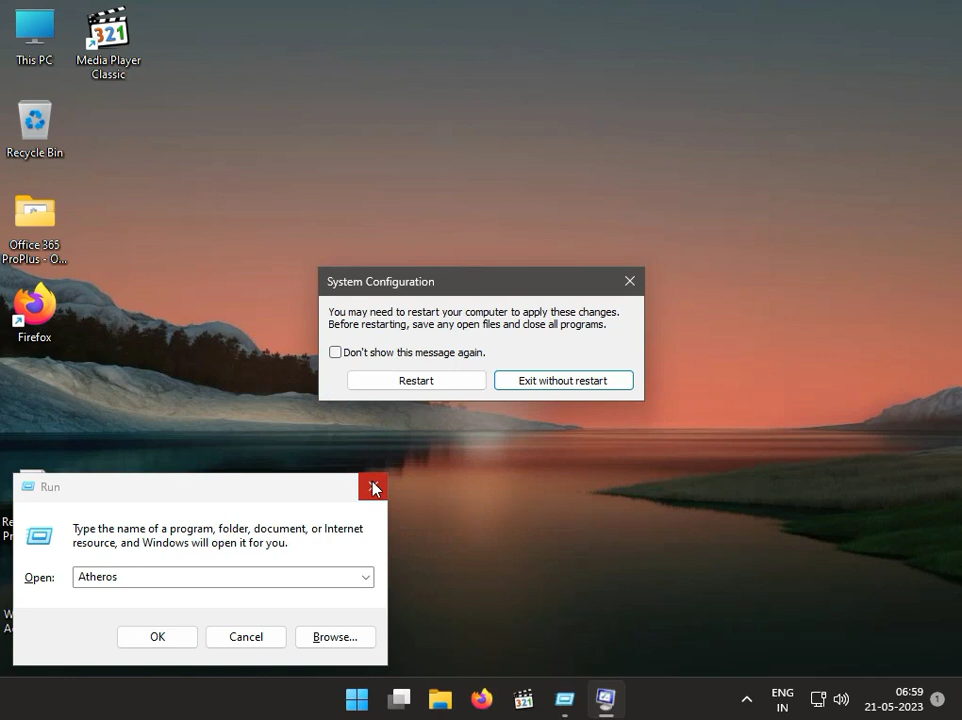 This PC
Media Player
Classic
321
Recycle Bin
Office 365
ProPlus - O...
Firefox
System Configuration
You may need to restart your computer to apply these changes.
Before restarting, save any open files and close all programs.
Don't show this message again.
Restart
Exit without restart
Run
Type the name of a program, folder, document, or Internet
resource, and Windows will open it for you.
Open:
Atheros
OK
Cancel
Browse...
321
ENG
IN
06:59
21-05-2023
1